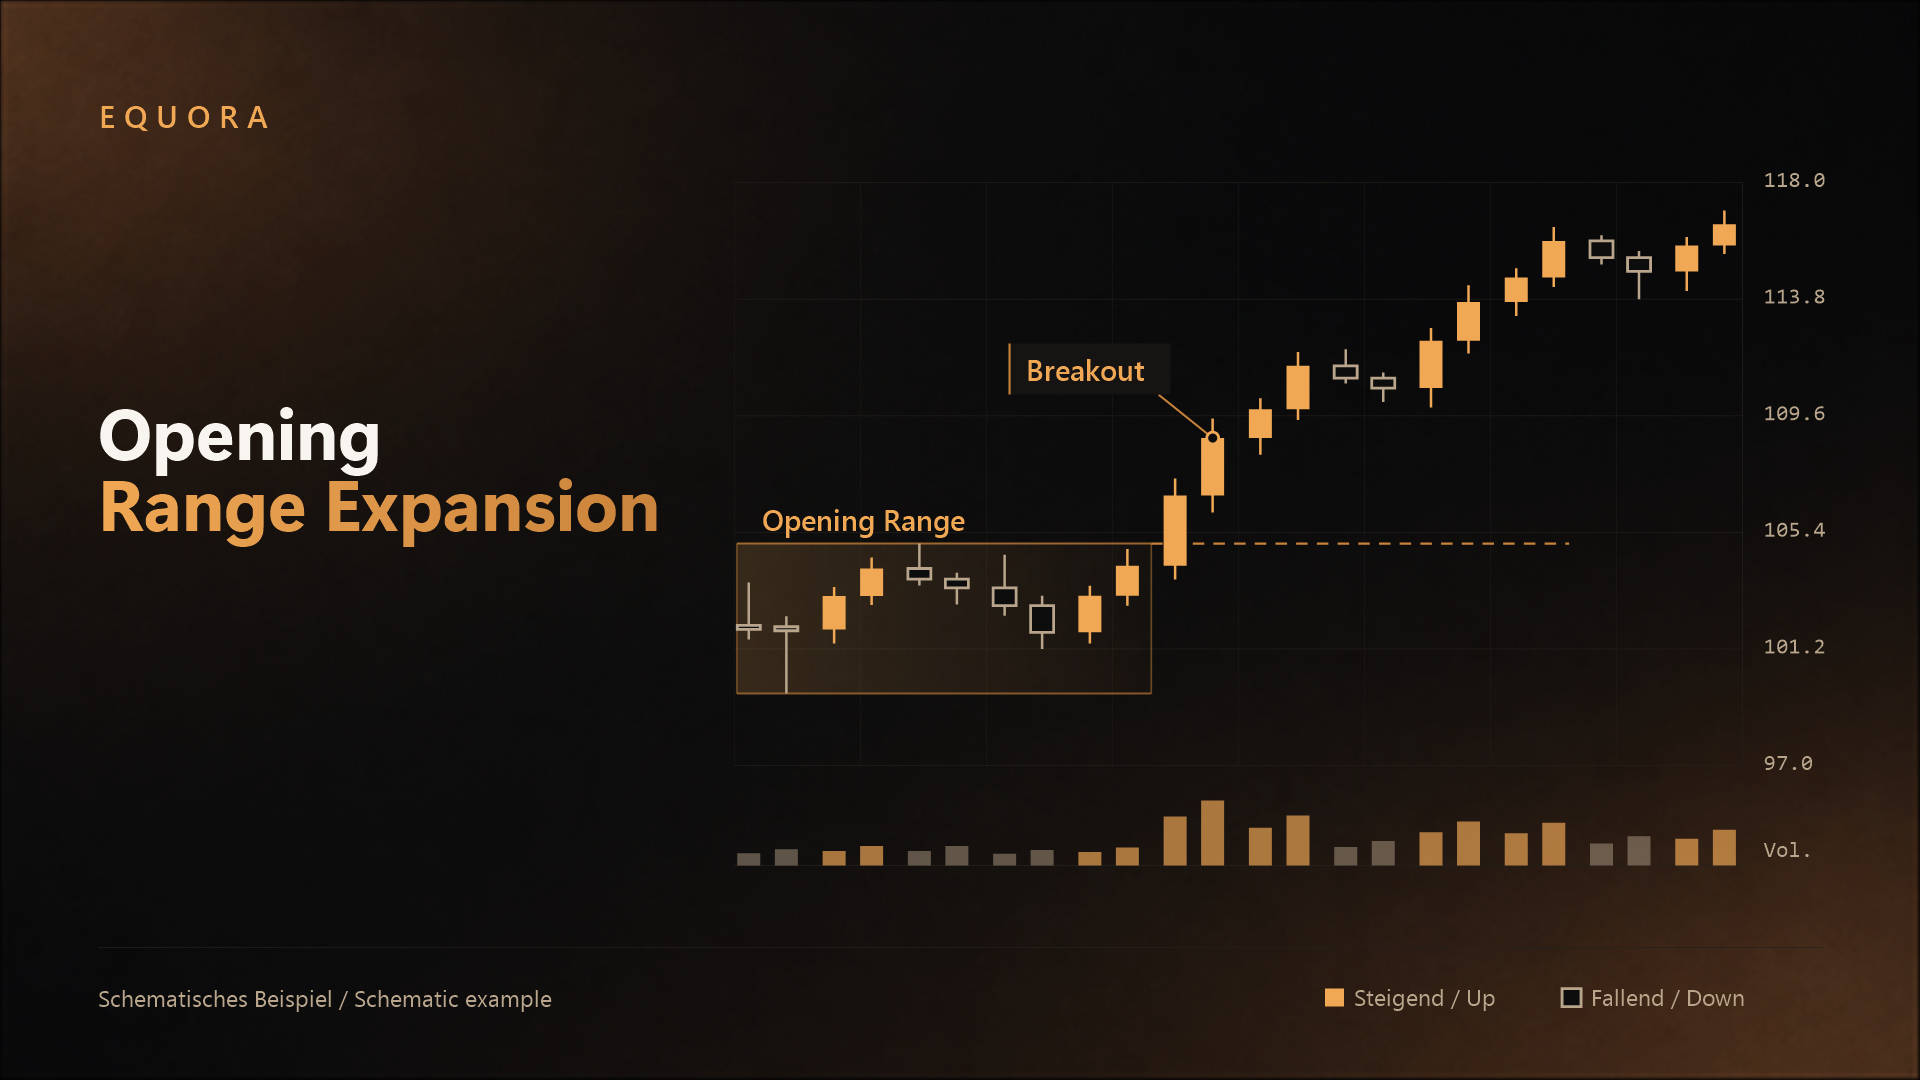 EQUORA
Opening
Range Expansion
Breakout
Opening Range
118.0
113.8
109.6
105.4
101.2
97.0
Vol.
Schematisches Beispiel / Schematic example
Steigend / Up
Fallend / Down